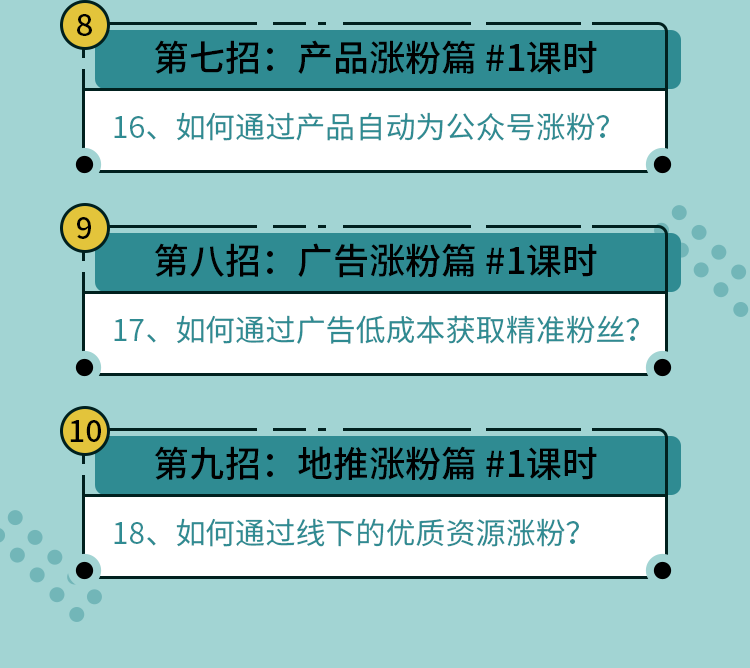 8
第七招：产品涨粉篇 #1课时
16、如何通过产品自动为公众号涨粉？
9
第八招：广告涨粉篇 #1课时
17、如何通过广告低成本获取精准粉丝？
10
第九招：地推涨粉篇 #1课时
18、如何通过线下的优质资源涨粉？